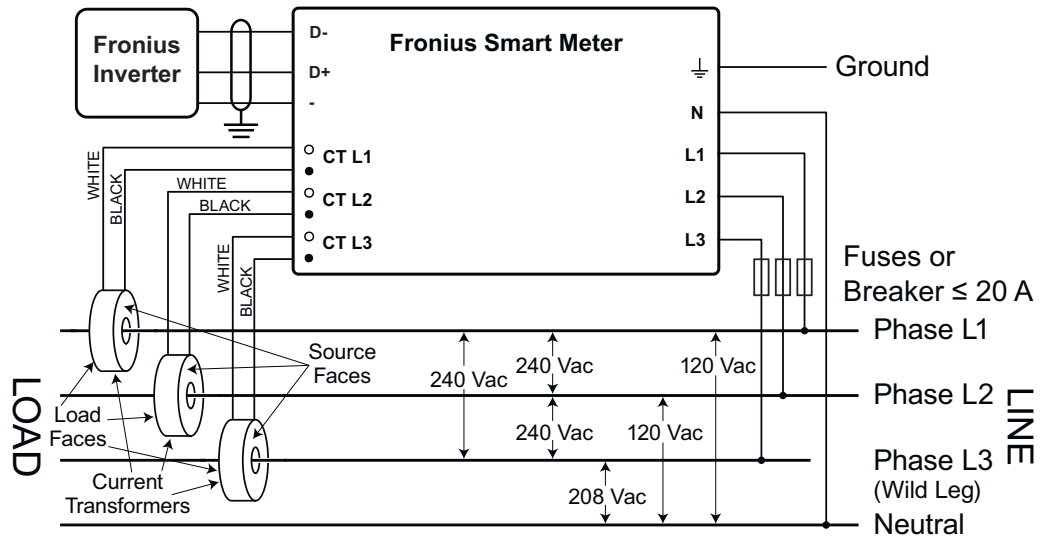 Fronius
Inverter
D-
D+
-
Fronius Smart Meter
Ground
N
L1
L2
L3
CT L1
CT L2
CT L3
WHITE
BLACK
WHITE
BLACK
WHITE
BLACK
Fuses or
Breaker ≤ 20 A
Phase L1
Phase L2
Phase L3
(Wild Leg)
Neutral
LINE
LOAD
Source
Faces
Load
Faces
Current
Transformers
240 Vac
240 Vac
240 Vac
120 Vac
120 Vac
208 Vac